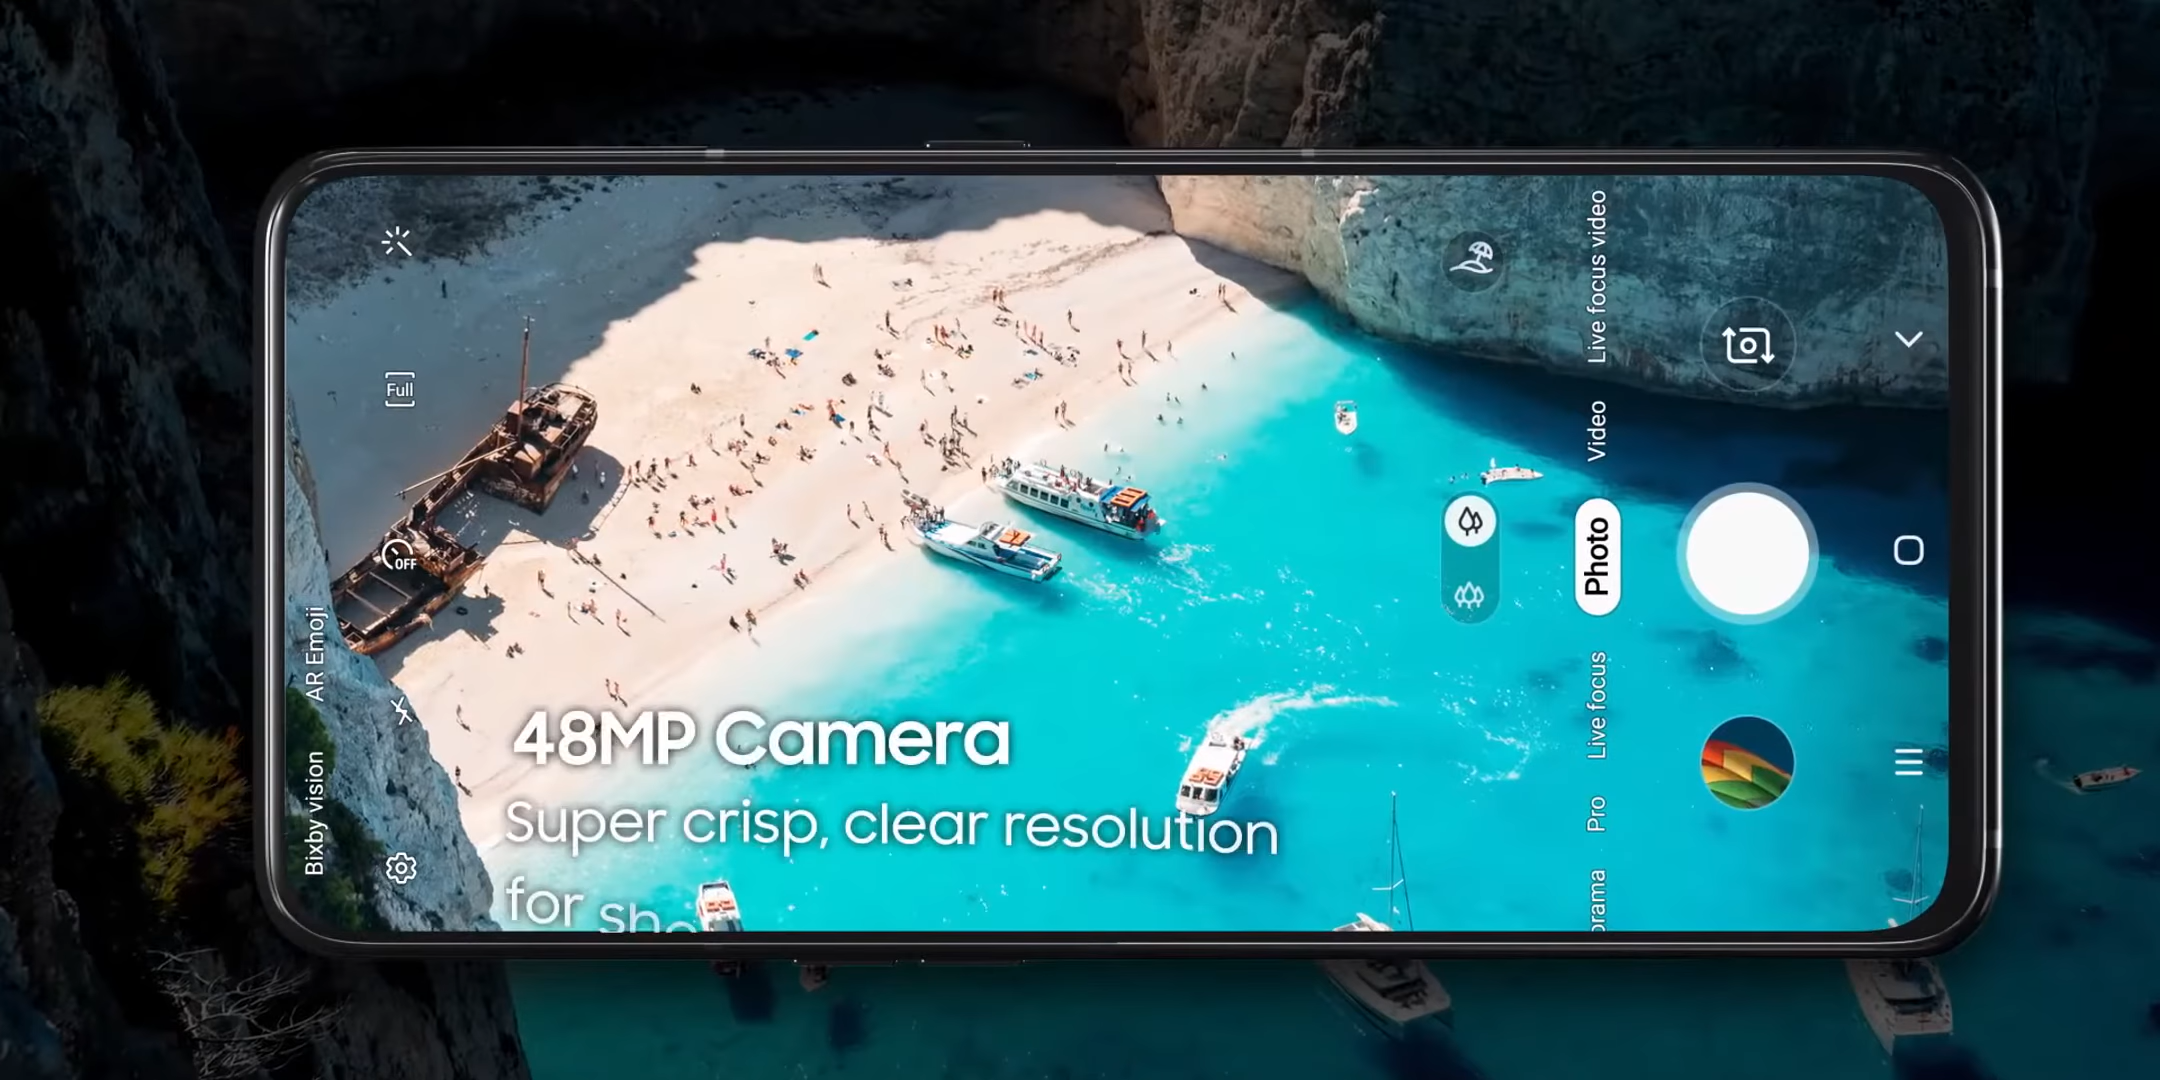 Full
OFF
AR Emoji
Bixby vision
48MP Camera
Super crisp, clear resolution
for
Live focus video
Video
Photo
Live focus
Pro
orama